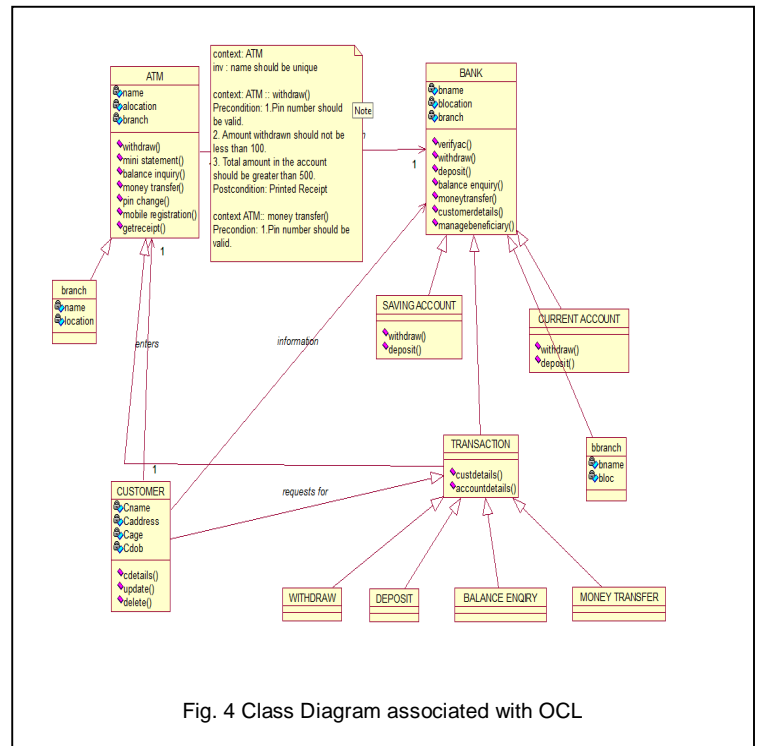 ATM
name
alocation
branch
withdraw()
mini statement()
balance inquiry()
money transfer()
pin change()
mobile registration()
getreceipt()
1
context: ATM
inv : name should be unique
context: ATM :: withdraw()
Precondition: 1.Pin number should
be valid.
2. Amount withdrawn should not be
less than 100.
3. Total amount in the account
should be greater than 500.
Postcondition: Printed Receipt
context ATM:: money transfer()
Precondion: 1.Pin number should be
valid.
Note
n
1
BANK
bname
blocation
branch
verifyac()
withdraw()
deposit()
balance enquiry()
moneytransfer()
customerdetails()
managebeneficiary()
branch
name
location
enters
information
SAVING ACCOUNT
withdraw()
deposit()
CURRENT ACCOUNT
withdraw()
deposit()
TRANSACTION
custdetails()
accountdetails()
bbranch
bname
bloc
1
CUSTOMER
Cname
Caddress
Cage
Cdob
cdetails()
update()
delete()
requests for
WITHDRAW
DEPOSIT
BALANCE ENQIRY
MONEY TRANSFER
Fig. 4 Class Diagram associated with OCL